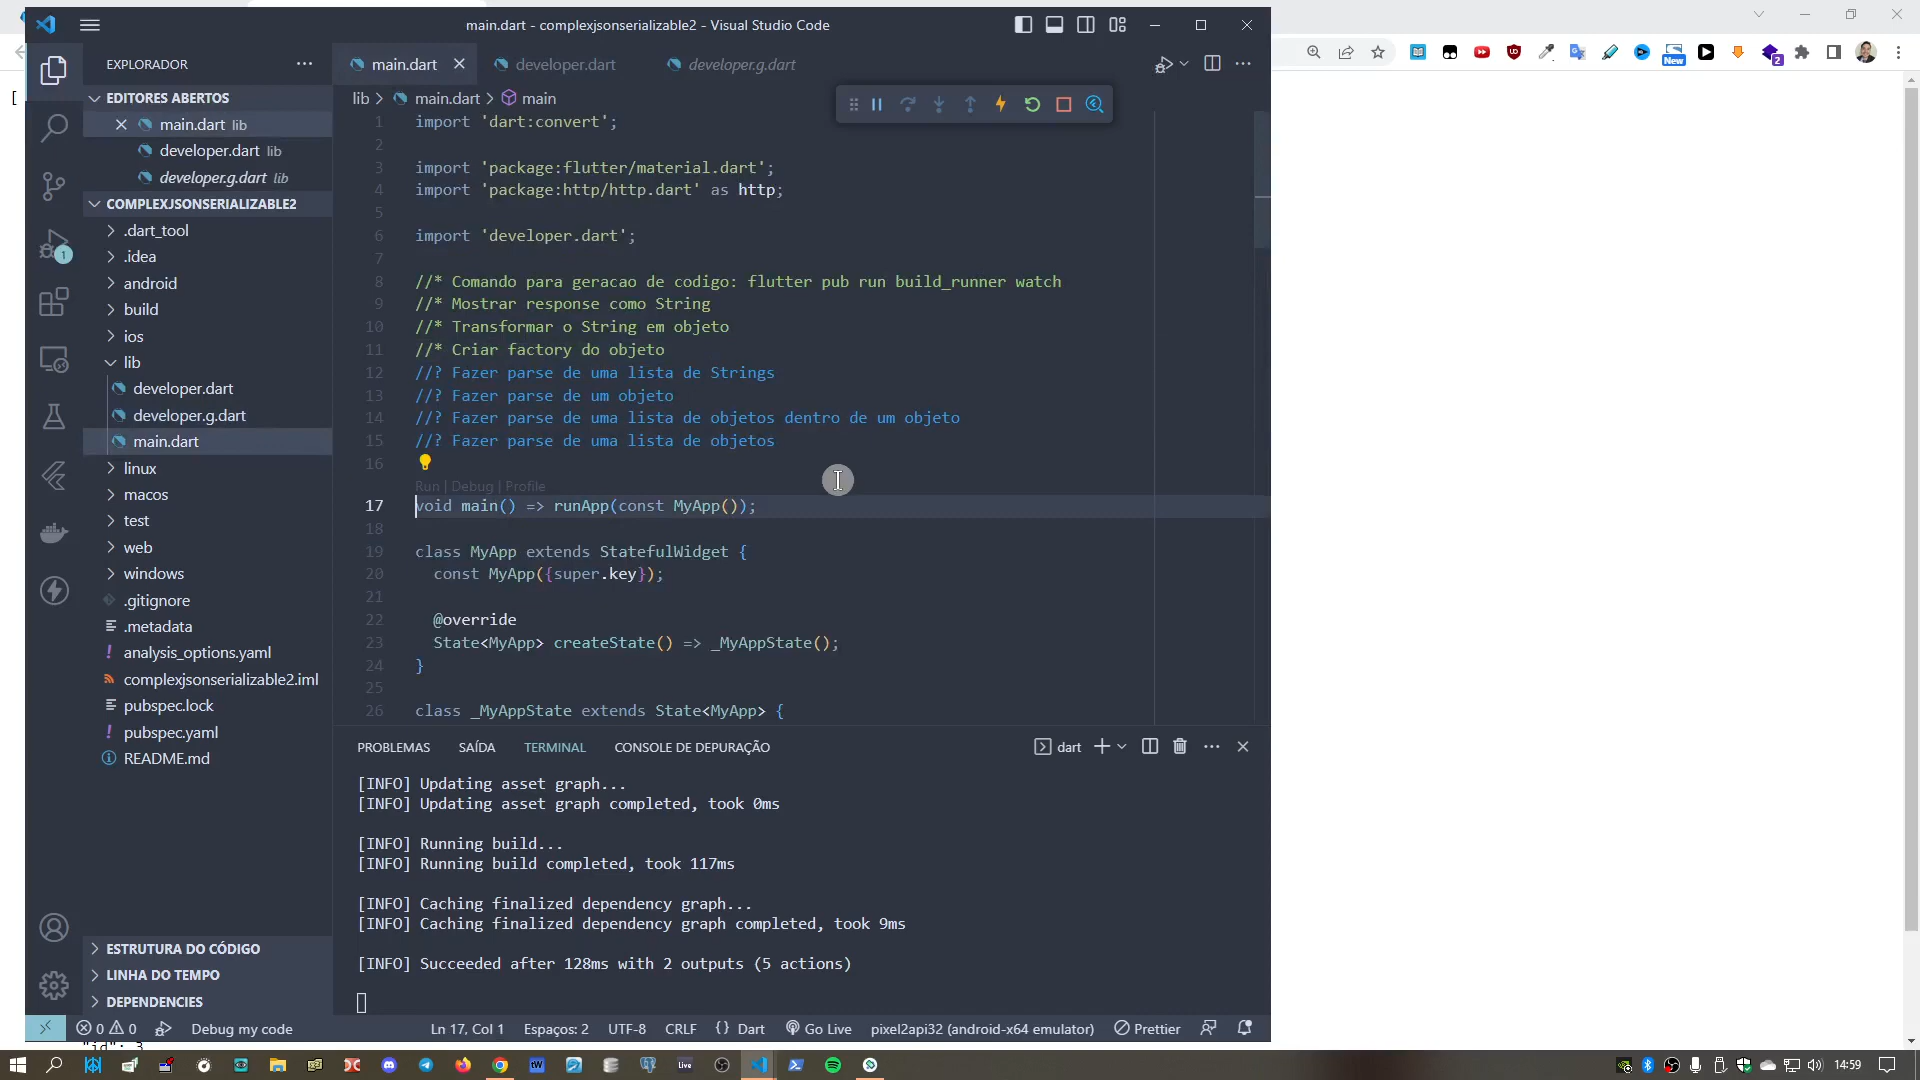 main.dart - complexjsonserializable2 - Visual Studio Code
New
2
[
EXPLORADOR
EDITORES ABERTOS
main.dart lib
developer.dart lib
developer.g.dart lib
COMPLEXJSONSERIALIZABLE2
.dart_tool
.idea
android
build
ios
lib
developer.dart
developer.g.dart
main.dart
linux
macos
test
web
windows
.gitignore
.metadata
analysis_options.yaml
complexjsonserializable2.iml
pubspec.lock
pubspec.yaml
README.md
ESTRUTURA DO CÓDIGO
LINHA DO TEMPO
DEPENDENCIES
1
main.dart
developer.dart
developer.g.dart
lib > main.dart > main
1 import 'dart:convert';
2
3 import 'package:flutter/material.dart';
4 import 'package:http/http.dart' as http;
5
6 import 'developer.dart';
7
8 //* Comando para geracao de codigo: flutter pub run build_runner watch
9 //* Mostrar response como String
10 //* Transformar o String em objeto
11 //* Criar factory do objeto
12 //? Fazer parse de uma lista de Strings
13 //? Fazer parse de um objeto
14 //? Fazer parse de uma lista de objetos dentro de um objeto
15 //? Fazer parse de uma lista de objetos
16
Run | Debug | Profile
17 void main() => runApp(const MyApp());
18
19 class MyApp extends StatefulWidget {
20 const MyApp({super.key});
21
22 @override
23 State<MyApp> createState() => _MyAppState();
24 }
25
26 class _MyAppState extends State<MyApp> {
PROBLEMAS SAÍDA TERMINAL CONSOLE DE DEPURAÇÃO
dart
[INFO] Updating asset graph...
[INFO] Updating asset graph completed, took 0ms
[INFO] Running build...
[INFO] Running build completed, took 117ms
[INFO] Caching finalized dependency graph...
[INFO] Caching finalized dependency graph completed, took 9ms
[INFO] Succeeded after 128ms with 2 outputs (5 actions)
0 0 Debug my code Ln 17, Col 1 Espaços: 2 UTF-8 CRLF {} Dart Go Live pixel2api32 (android-x64 emulator) Prettier
"id": 3
Live
14:59